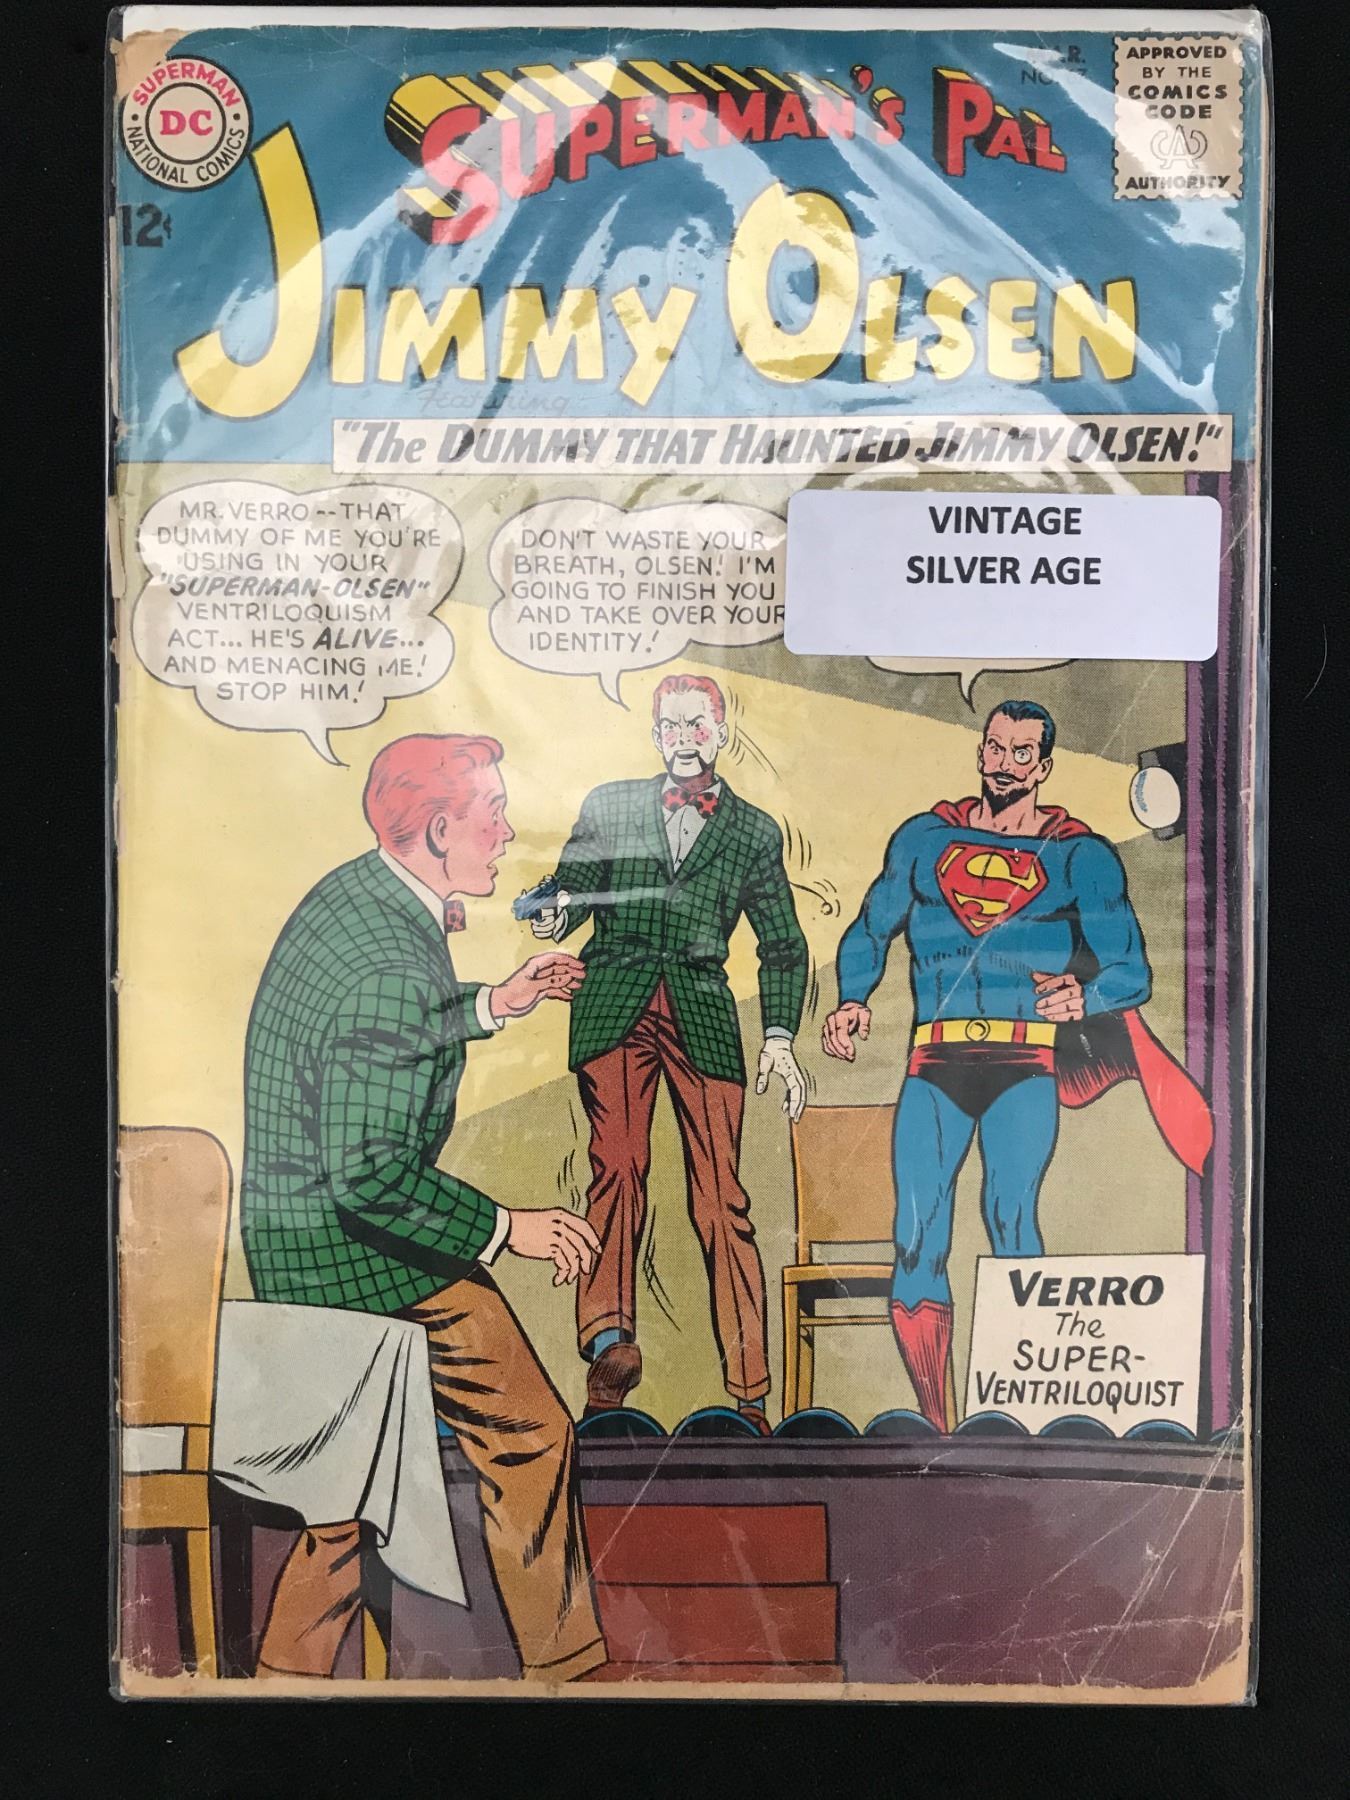 SUPERMAN
DC
NATIONAL COMICS
12¢
SUPERMAN'S PAL
JIMMY OLSEN
MAR.
APPROVED
BY THE
COMICS
CODE
CA
AUTHORITY
Featuring
"The DUMMY THAT HAUNTED JIMMY OLSEN!"
MR. VERRO--THAT
DUMMY OF ME YOU'RE
USING IN YOUR
"SUPERMAN-OLSEN"
VENTRILOQUISM
ACT... HE'S ALIVE...
AND MENACING ME!
STOP HIM!
DON'T WASTE YOUR
BREATH, OLSEN! I'M
GOING TO FINISH YOU
AND TAKE OVER YOUR
IDENTITY!
VINTAGE
SILVER AGE
S
VERRO
The
SUPER-
VENTRILOQUIST